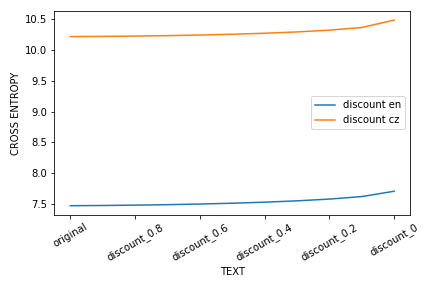 10.5
10.0
9.5
9.0
8.5
8.0
7.5
CROSS ENTROPY
discount en
discount cz
original
discount_0.8
discount_0.6
discount_0.4
discount_0.2
discount_0
TEXT